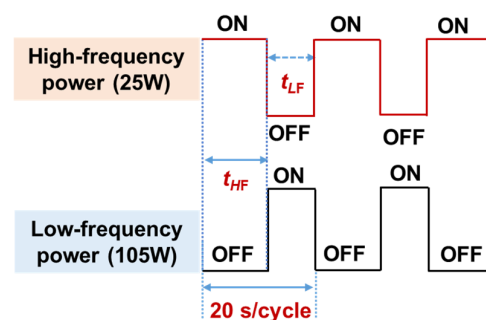 ON ON ON
High-frequency
power (25W)
tLF
OFF OFF
tHF
ON ON
Low-frequency
power (105W)
OFF OFF OFF
20 s/cycle